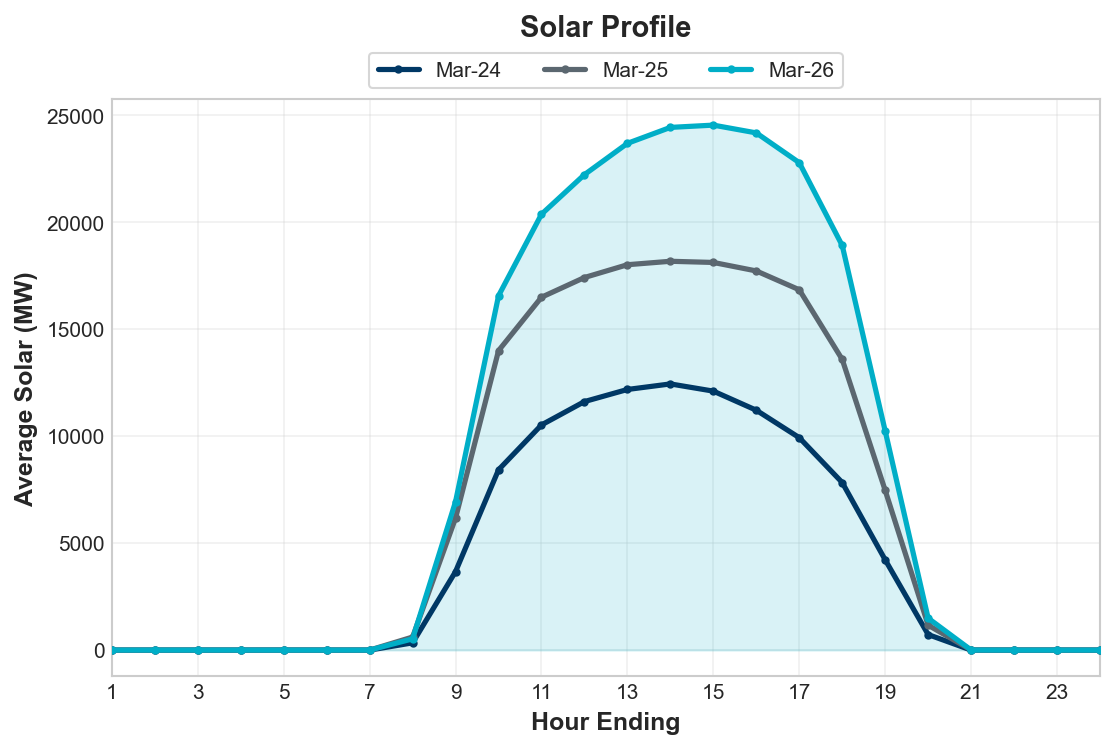 Solar Profile
Mar-24 Mar-25 Mar-26
Average Solar (MW)
25000
20000
15000
10000
5000
0
1 3 5 7 9 11 13 15 17 19 21 23
Hour Ending